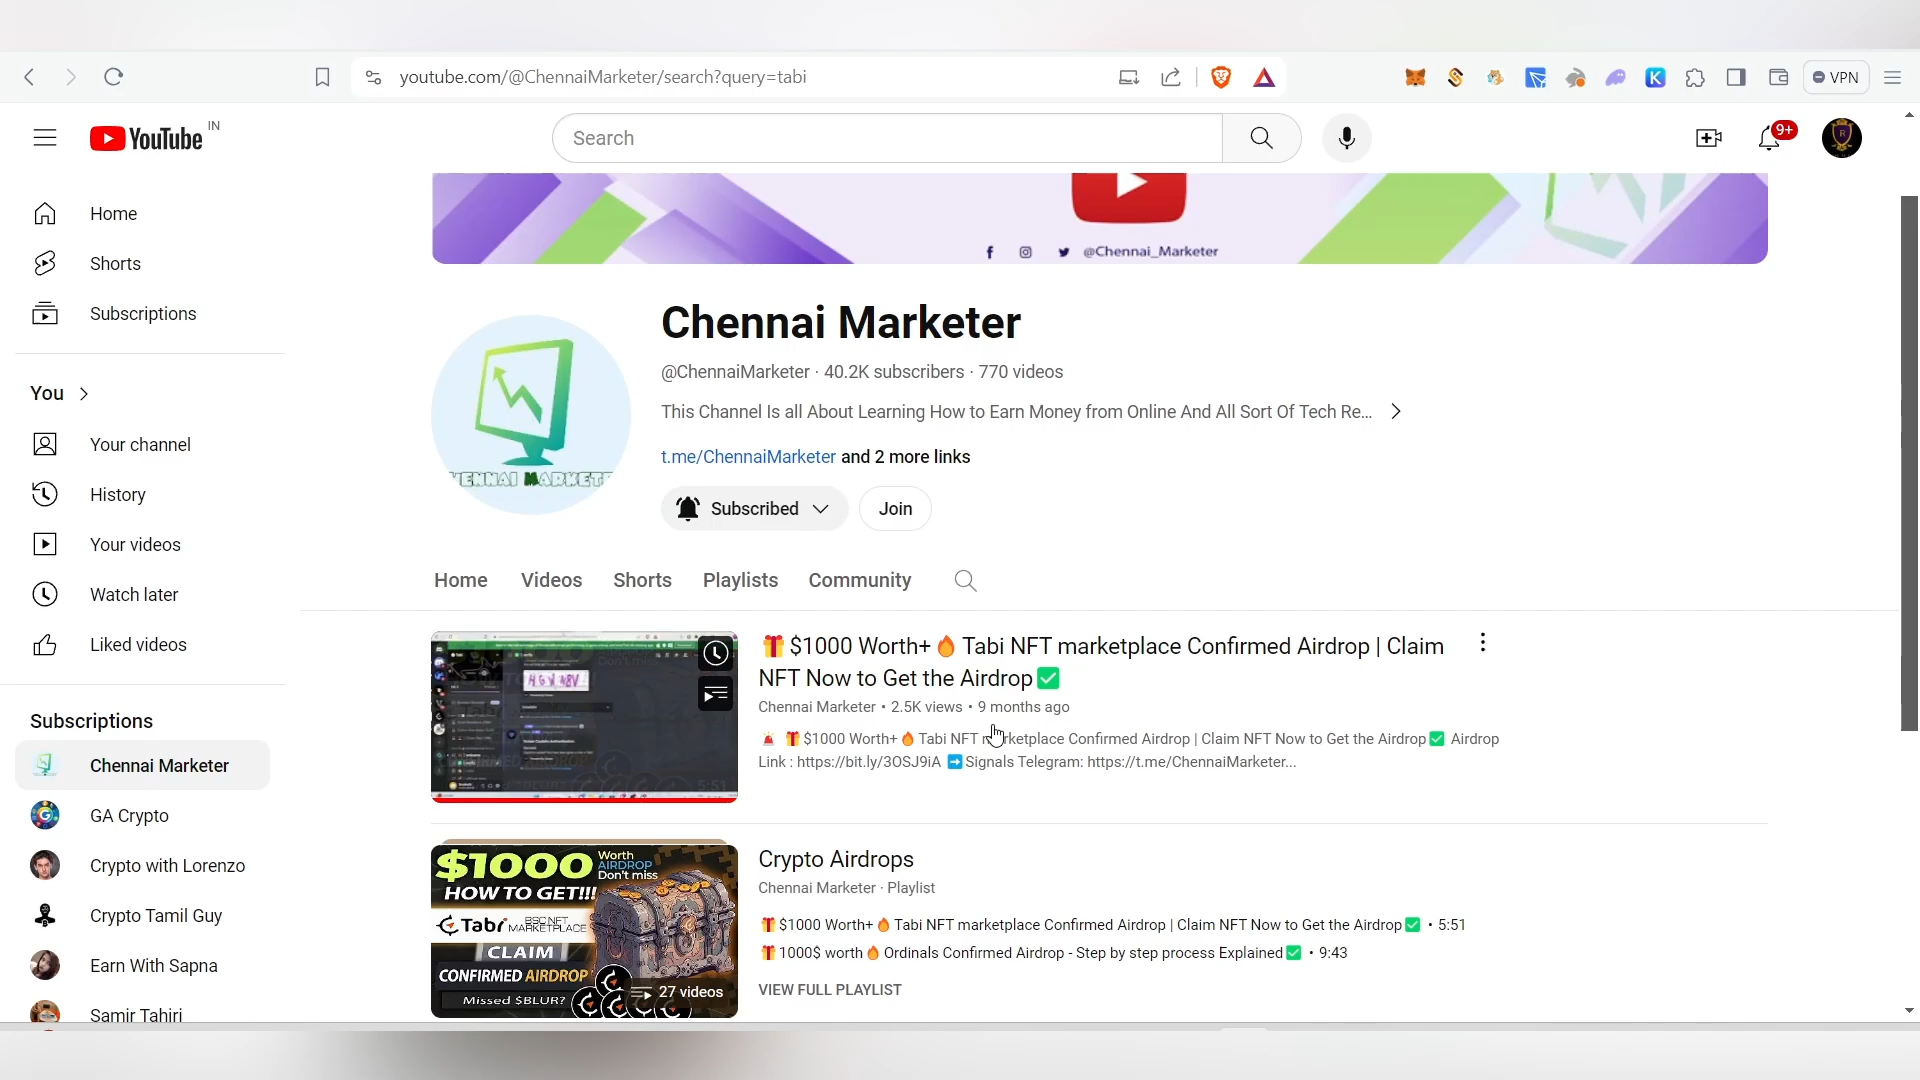 youtube.com/@ChennaiMarketer/search?query=tabi
VPN
YouTube IN
Search
9+
Home
Shorts
Subscriptions
You
Your channel
History
Your videos
Watch later
Liked videos
Subscriptions
Chennai Marketer
GA Crypto
Crypto with Lorenzo
Crypto Tamil Guy
Earn With Sapna
Samir Tahiri
@Chennai_Marketer
Chennai Marketer
@ChennaiMarketer · 40.2K subscribers · 770 videos
This Channel Is all About Learning How to Earn Money from Online And All Sort Of Tech Re...
t.me/ChennaiMarketer and 2 more links
Subscribed
Join
Home Videos Shorts Playlists Community
🎁$1000 Worth+🔥Tabi NFT marketplace Confirmed Airdrop | Claim
NFT Now to Get the Airdrop✅
Chennai Marketer • 2.5K views • 9 months ago
🚨 🎁$1000 Worth+🔥Tabi NFT marketplace Confirmed Airdrop | Claim NFT Now to Get the Airdrop✅ Airdrop
Link : https://bit.ly/3OSJ9iA ➡️Signals Telegram: https://t.me/ChennaiMarketer...
5:51
$1000 Worth
AIRDROP
Don't miss
HOW TO GET!!!
Tabi BSC NFT
MARKETPLACE
CLAIM
CONFIRMED AIRDROP
Missed $BLUR?
27 videos
Crypto Airdrops
Chennai Marketer · Playlist
🎁$1000 Worth+🔥Tabi NFT marketplace Confirmed Airdrop | Claim NFT Now to Get the Airdrop✅ • 5:51
🎁1000$ worth🔥Ordinals Confirmed Airdrop - Step by step process Explained✅ • 9:43
VIEW FULL PLAYLIST